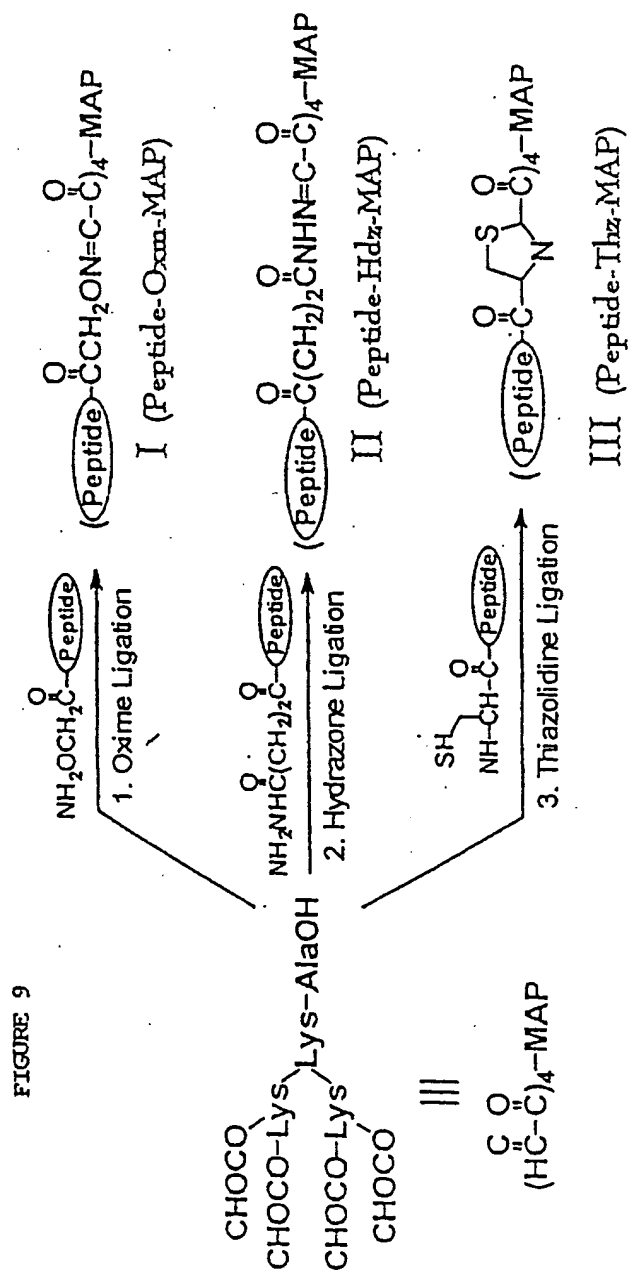 FIGURE 9
CHOCO
CHOCO-Lys
CHOCO-Lys
CHOCO
Lys-AlaOH
C O
(HC-C)4-MAP
O
NH2OCH2C-Peptide
1. Oxime Ligation
O O
(Peptide-CCH2ON=C-C)4-MAP
I (Peptide-Oxm-MAP)
O O
NH2NHC(CH2)2C-Peptide
2. Hydrazone Ligation
O O O
(Peptide-C(CH2)2CNHN=C-C)4-MAP
II (Peptide-Hdz-MAP)
SH
O
NH-CH-C-Peptide
3. Thiazolidine Ligation
O S O
(Peptide-C N C)4-MAP
III (Peptide-Thz-MAP)